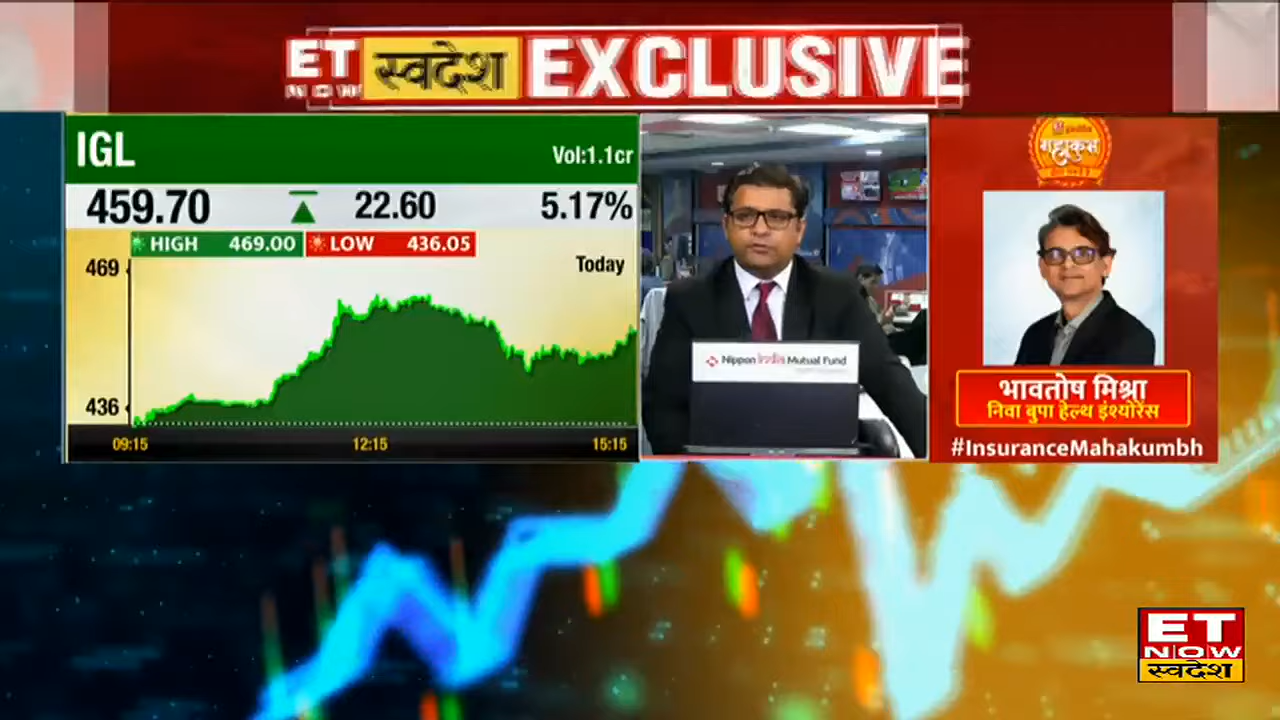 ET
NOW
स्वदेश
EXCLUSIVE
IGL
Vol:1.1cr
459.70 22.60 5.17%
HIGH 469.00 LOW 436.05
469
Today
436
09:15 12:15 15:15
Nippon india Mutual Fund
महाकुंभ
भावतोष मिश्रा
निवा बुपा हेल्थ इंश्योरेंस
#InsuranceMahakumbh
ET
NOW
स्वदेश